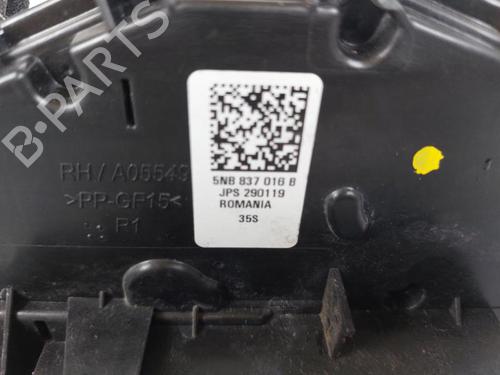 B-PARTS
RH / A05549
>PP-GF15<
R1
5NB 837 016 B
JPS 290119
ROMANIA
35S